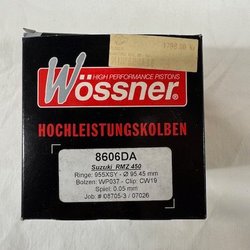 Wössner
HIGH PERFORMANCE PISTONS
HOCHLEISTUNGSKOLBEN
8606DA
Suzuki RMZ 450
Ringe: 955XSY - Ø 95.45 mm
Bolzen: WP037 - Clip: CW19
Spiel: 0.05 mm
Job: # 08705-3 / 07026